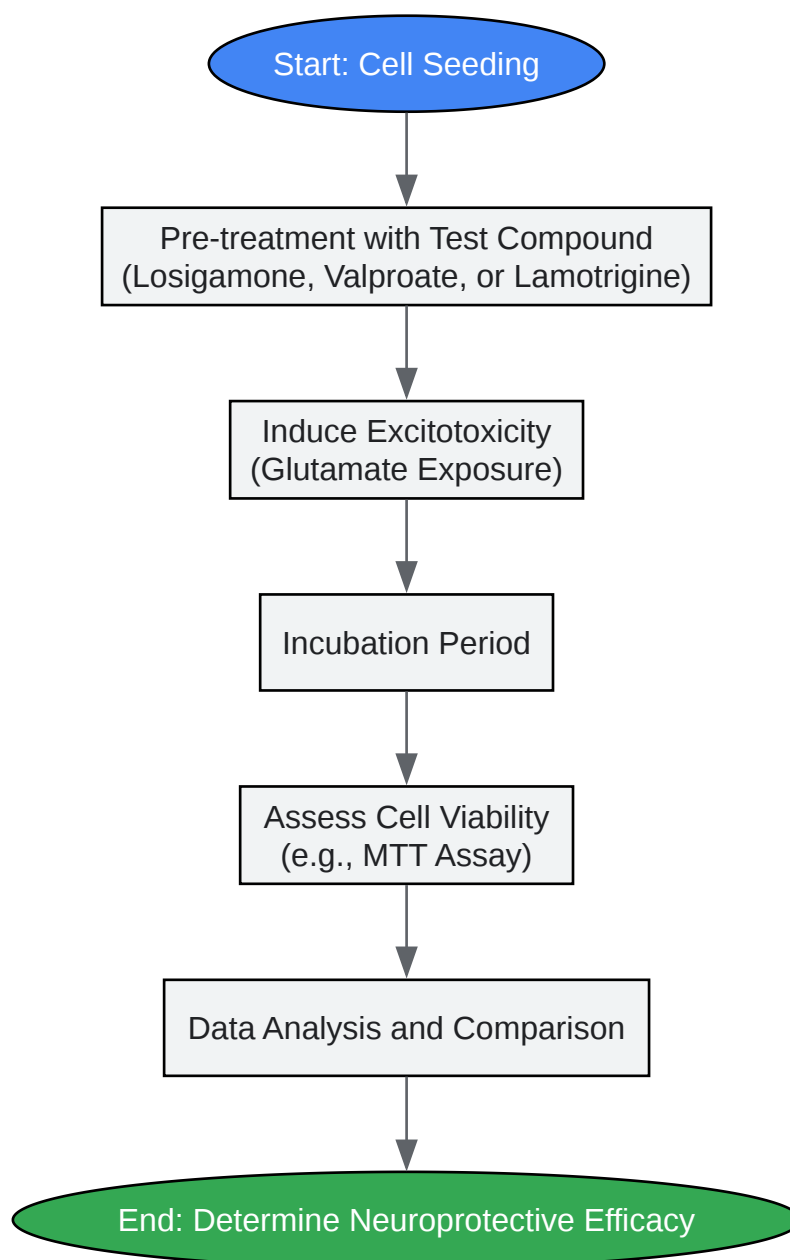 Start: Cell Seeding
Pre-treatment with Test Compound
(Losigamone, Valproate, or Lamotrigine)
Induce Excitotoxicity
(Glutamate Exposure)
Incubation Period
Assess Cell Viability
(e.g., MTT Assay)
Data Analysis and Comparison
End: Determine Neuroprotective Efficacy